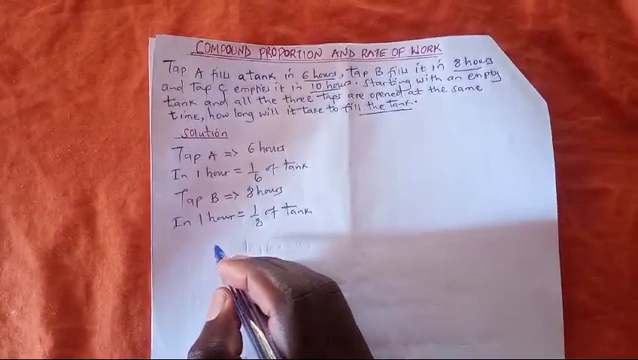 COMPOUND PROPORTION AND RATE OF WORK
Tap A fills a tank in 6 hours, Tap B fills it in 8 hours
and Tap C empties it in 10 hours. Starting with an empty
tank and all the three Taps are opened at the same
time, how long will it take to fill the tank.
solution
Tap A => 6 hours
In 1 hour = 1/6 of tank
Tap B => 8 hours
In 1 hour = 1/8 of Tank